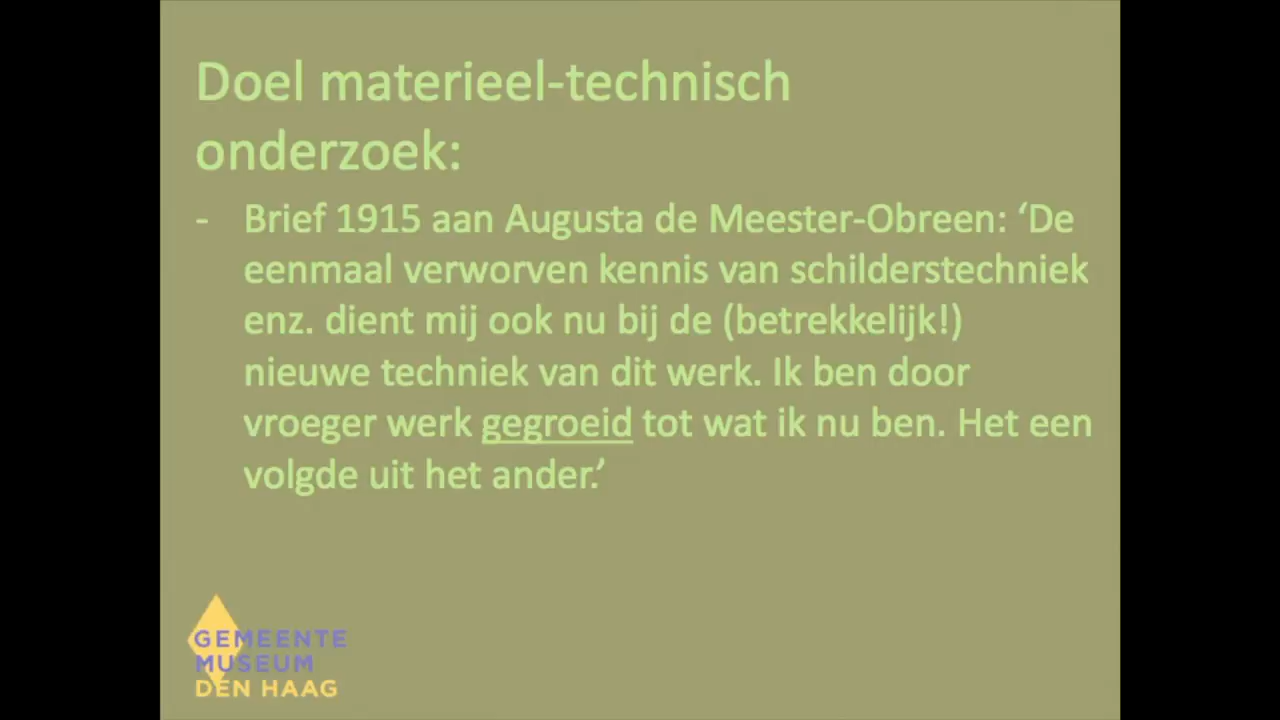 Doel materieel-technisch
onderzoek:
- Brief 1915 aan Augusta de Meester-Obreen: ‘De
eenmaal verworven kennis van schilderstechniek
enz. dient mij ook nu bij de (betrekkelijk!)
nieuwe techniek van dit werk. Ik ben door
vroeger werk gegroeid tot wat ik nu ben. Het een
volgde uit het ander.’
GEMEENTE
MUSEUM
DEN HAAG